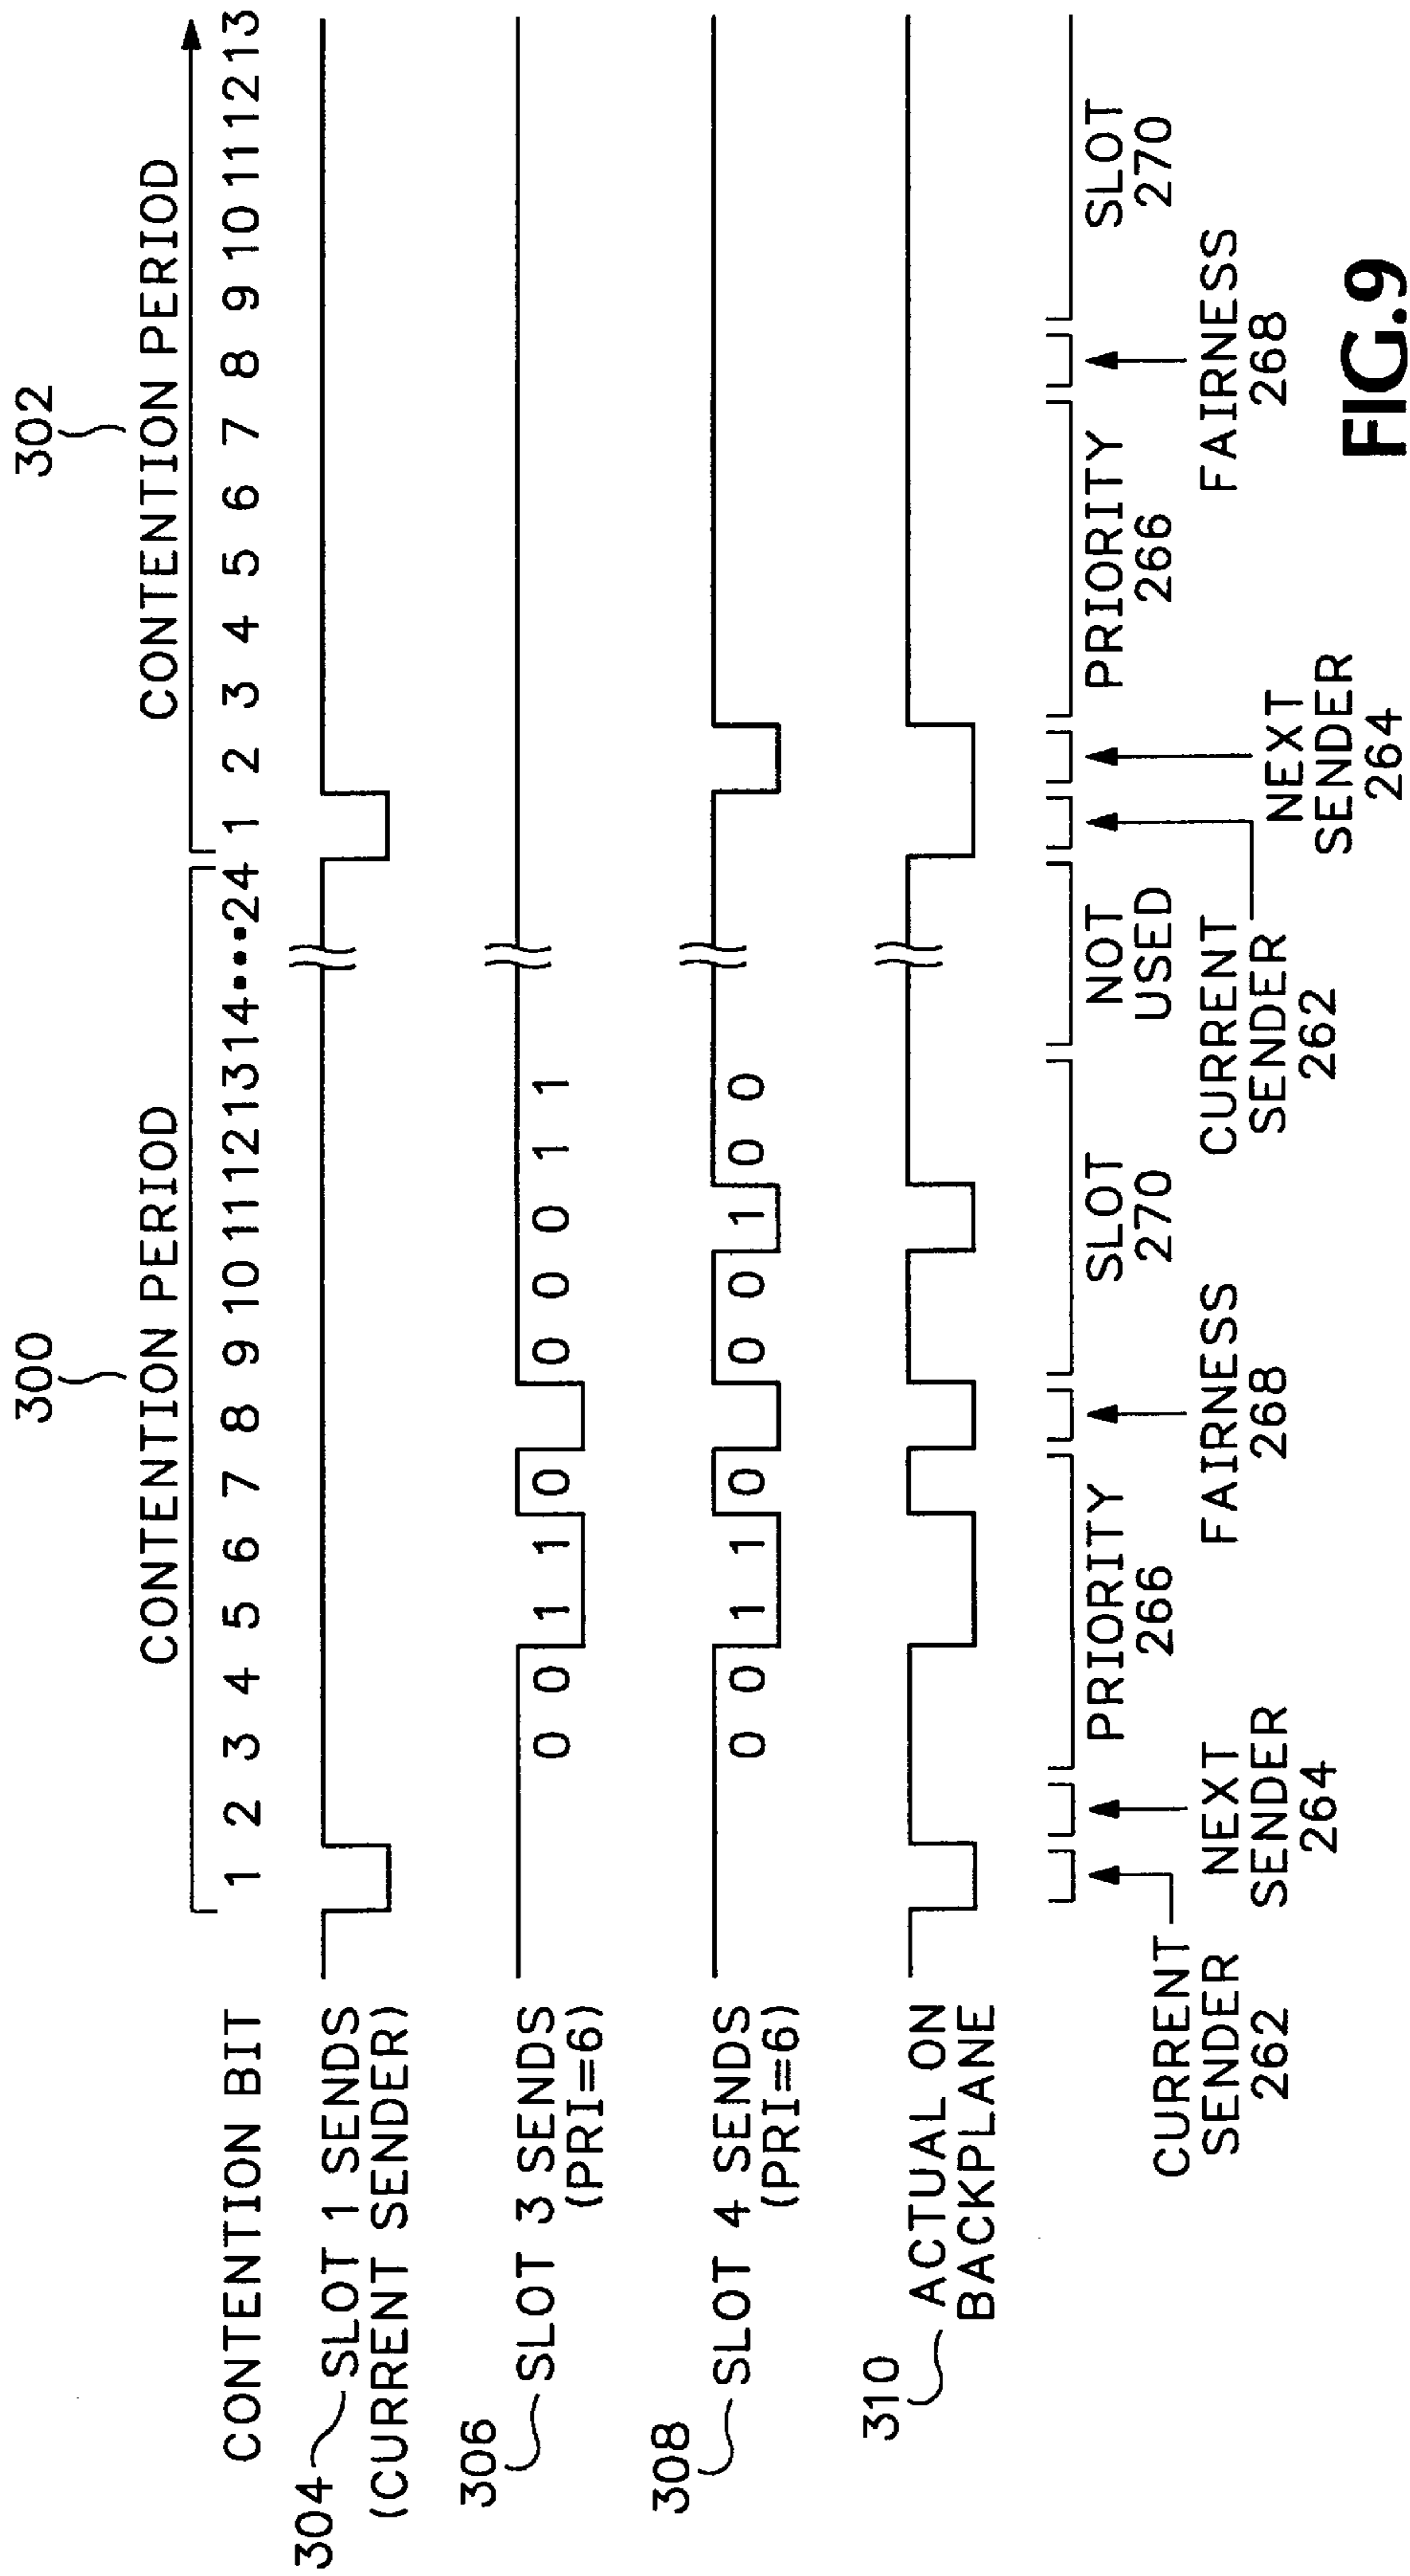 300
302
CONTENTION PERIOD
CONTENTION PERIOD
CONTENTION BIT 1 2 3 4 5 6 7 8 9 10 11 12 13 14•••24 1 2 3 4 5 6 7 8 9 10 11 12 13
304
SLOT 1 SENDS
(CURRENT SENDER)
306
SLOT 3 SENDS
(PRI=6)
0 0 1 1 0 0 0 0 1 1
308
SLOT 4 SENDS
(PRI=6)
0 0 1 1 0 0 0 1 0 0
310
ACTUAL ON
BACKPLANE
CURRENT
SENDER
262
NEXT
SENDER
264
PRIORITY
266
FAIRNESS
268
SLOT
270
NOT
USED
CURRENT
SENDER
262
NEXT
SENDER
264
PRIORITY
266
FAIRNESS
268
SLOT
270
FIG.9